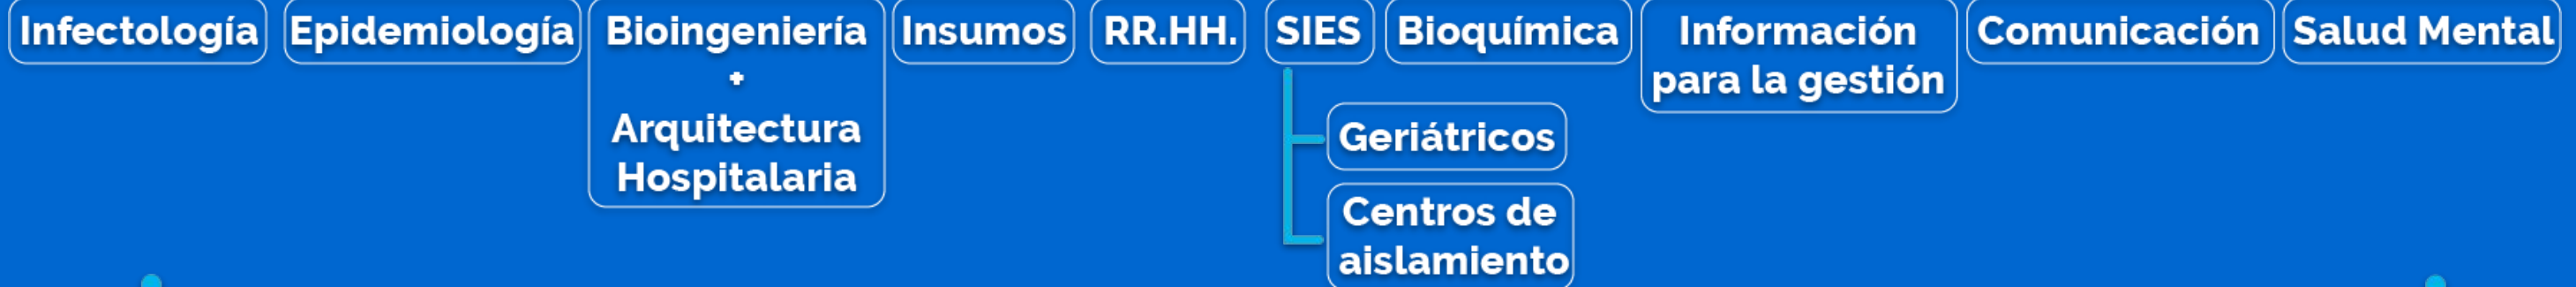 Infectología
Epidemiología
Bioingeniería
+
Arquitectura
Hospitalaria
Insumos
RR.HH.
SIES
Geriátricos
Centros de
aislamiento
Bioquímica
Información
para la gestión
Comunicación
Salud Mental